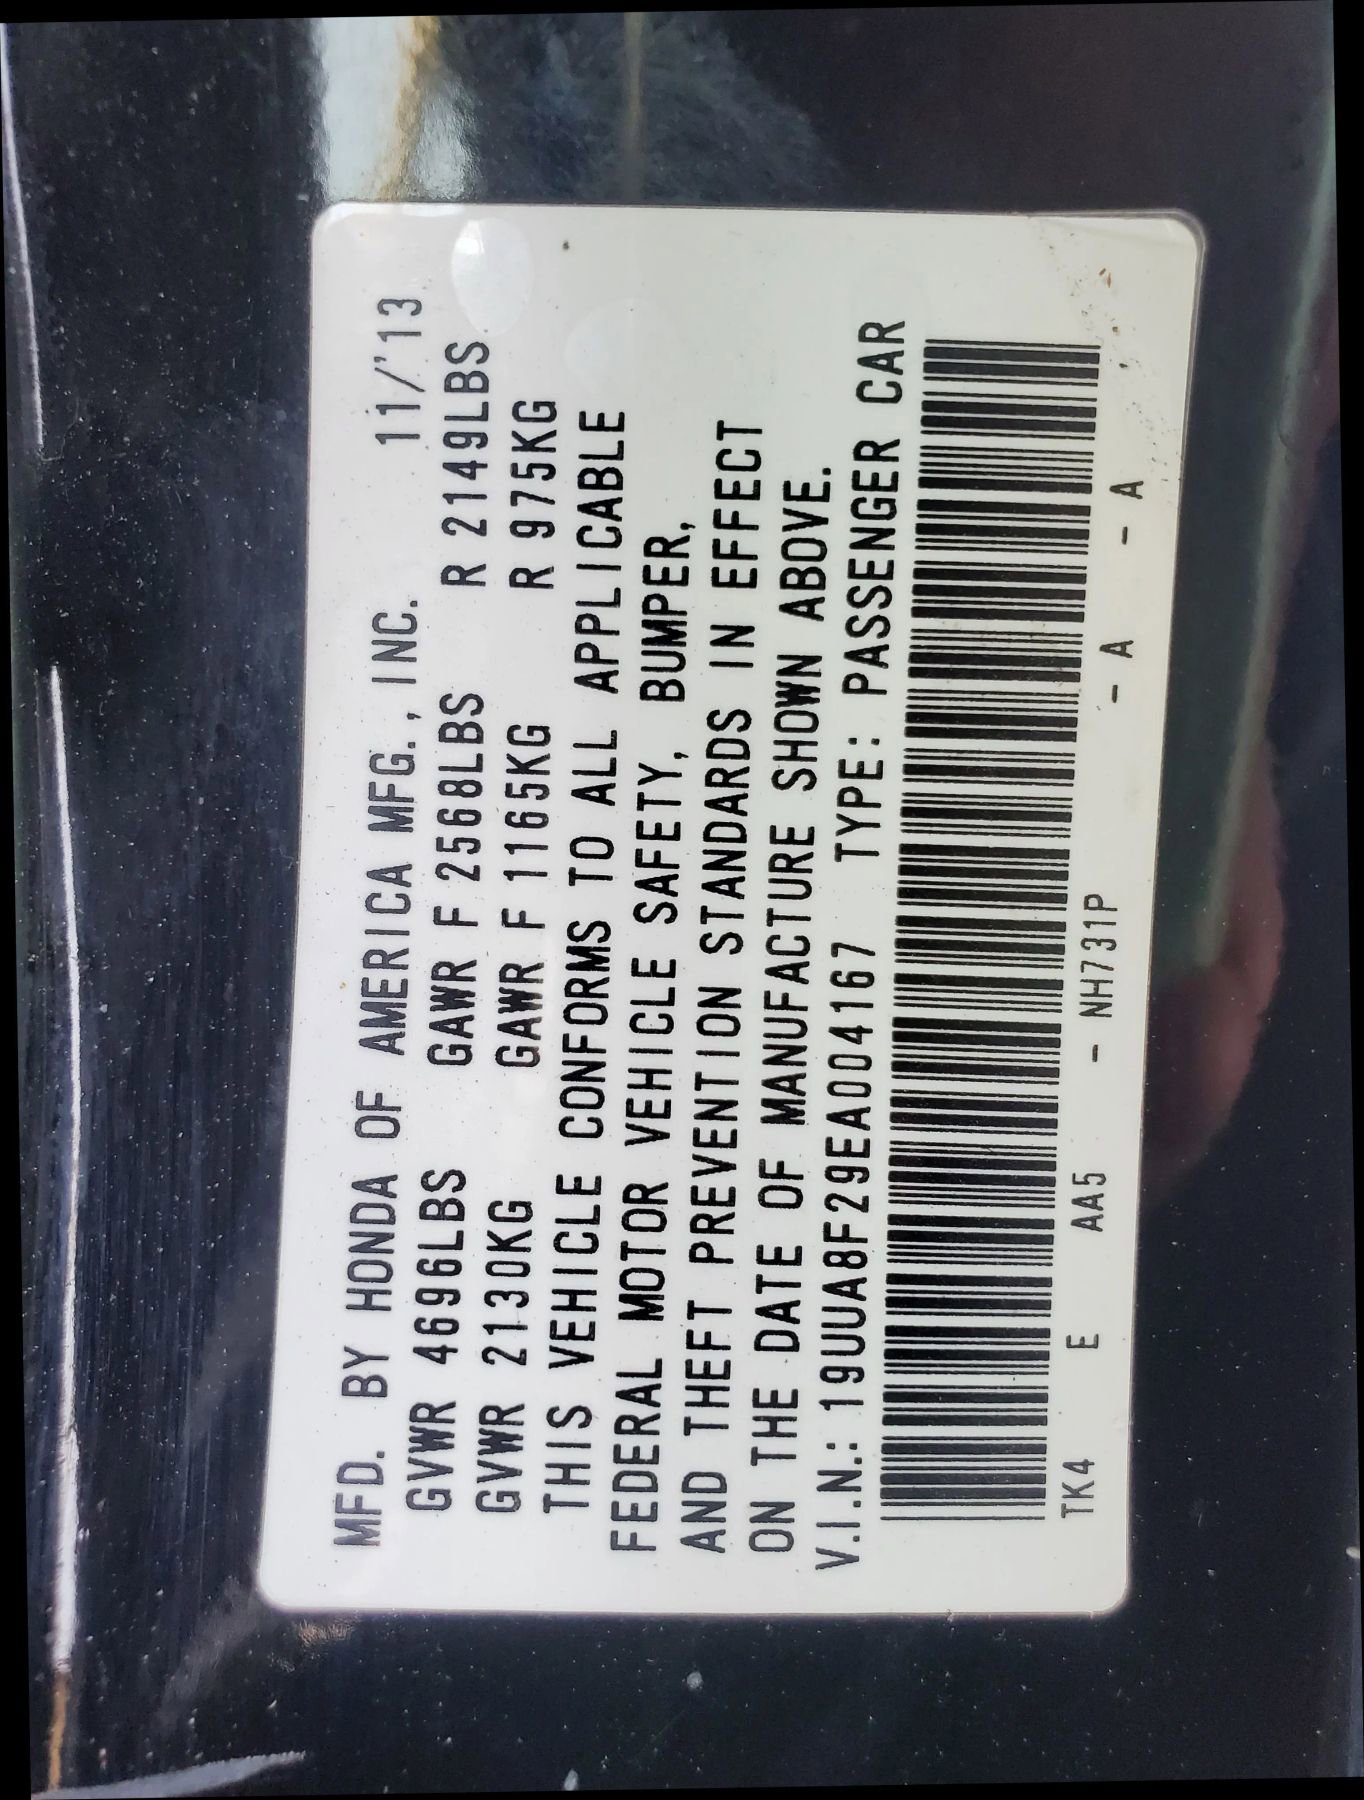 MFD. BY HONDA OF AMERICA MFG., INC. 11/'13
GVWR 4696LBS GAWR F 2568LBS R 2149LBS
GVWR 2130KG GAWR F 1165KG R 975KG
THIS VEHICLE CONFORMS TO ALL APPLICABLE
FEDERAL MOTOR VEHICLE SAFETY, BUMPER,
AND THEFT PREVENTION STANDARDS IN EFFECT
ON THE DATE OF MANUFACTURE SHOWN ABOVE.
V.I.N.: 19UUA8F29EA004167 TYPE: PASSENGER CAR
TK4 E AA5 - NH731P - A - A